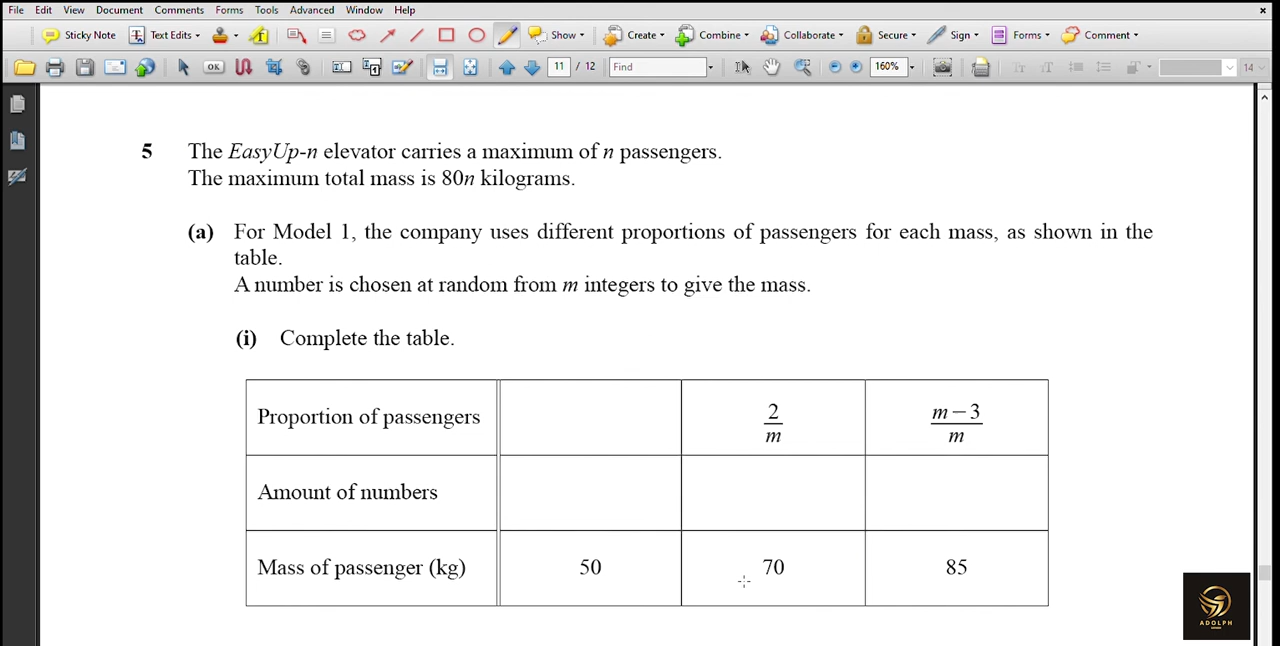 File Edit View Document Comments Forms Tools Advanced Window Help x
Sticky Note Text Edits Show Create Combine Collaborate Secure Sign Forms Comment
OK 11 / 12 Find 160% 14
5 The EasyUp-n elevator carries a maximum of n passengers.
The maximum total mass is 80n kilograms.
(a) For Model 1, the company uses different proportions of passengers for each mass, as shown in the
table.
A number is chosen at random from m integers to give the mass.
(i) Complete the table.
Proportion of passengers 2/m m−3/m
Amount of numbers
Mass of passenger (kg) 50 70 85
ADOLPH